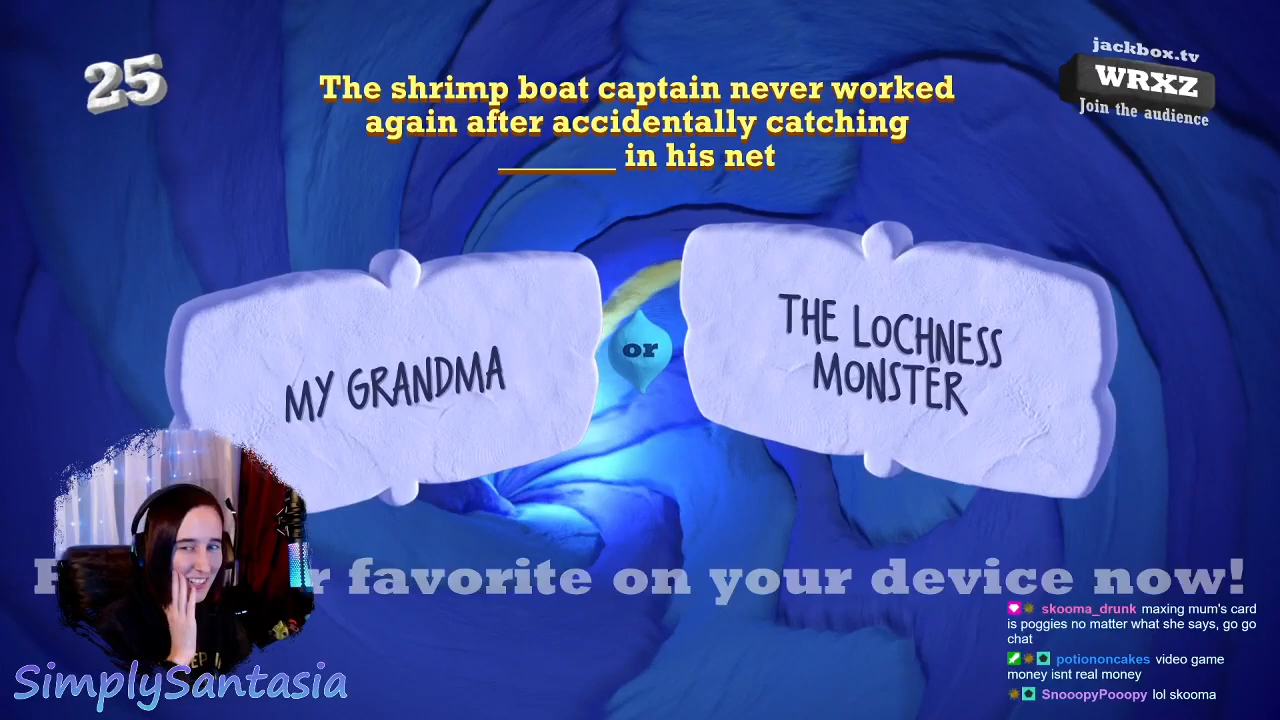 25
The shrimp boat captain never worked
again after accidentally catching
_______ in his net
jackbox.tv
WRXZ
Join the audience
MY GRANDMA
or
THE LOCHNESS
MONSTER
r favorite on your device now!
skooma_drunk maxing mum's card
is poggies no matter what she says, go go
chat
potiononcakes video game
money isnt real money
SnooopyPooopy lol skooma
SimplySantasia